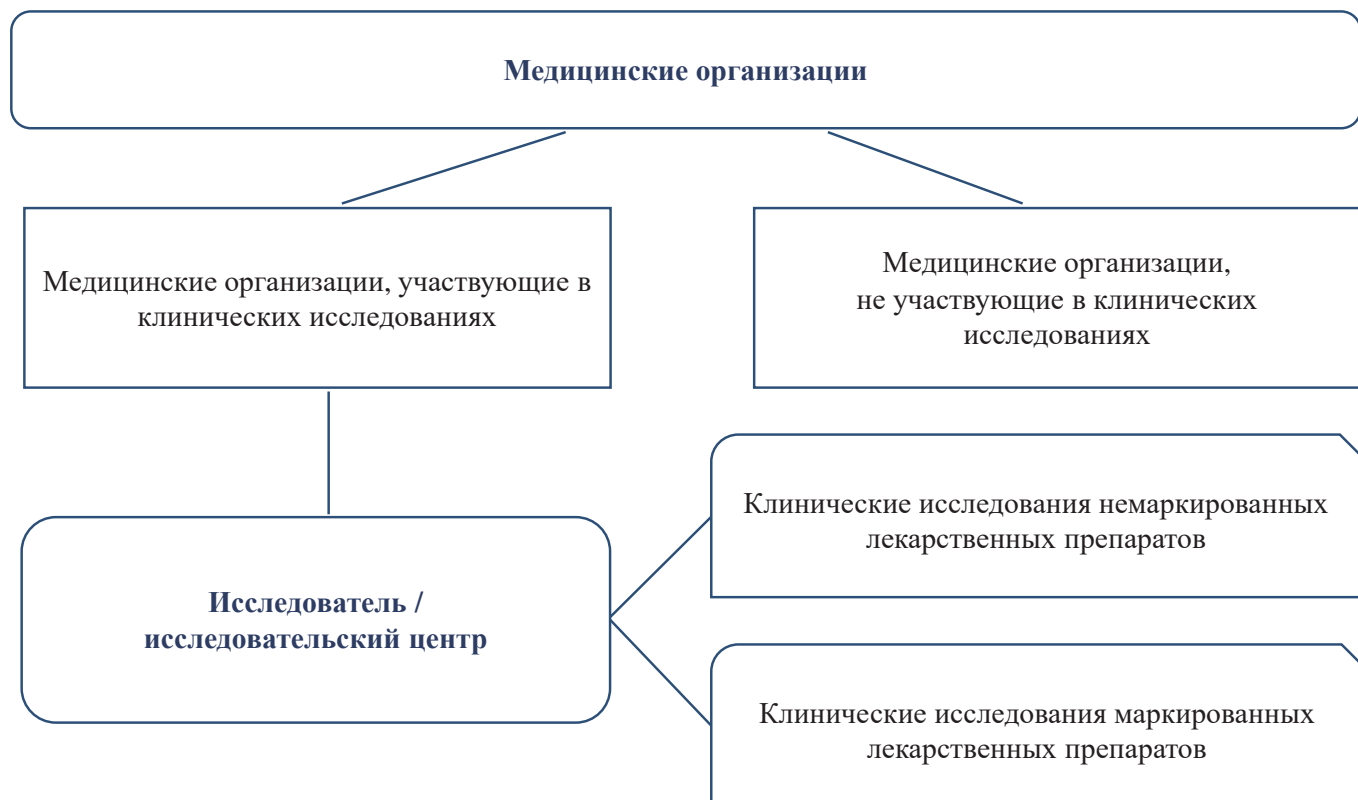 Медицинские организации
Медицинские организации, участвующие в
клинических исследованиях
Медицинские организации,
не участвующие в клинических
исследованиях
Клинические исследования немаркированных
лекарственных препаратов
Исследователь /
исследовательский центр
Клинические исследования маркированных
лекарственных препаратов